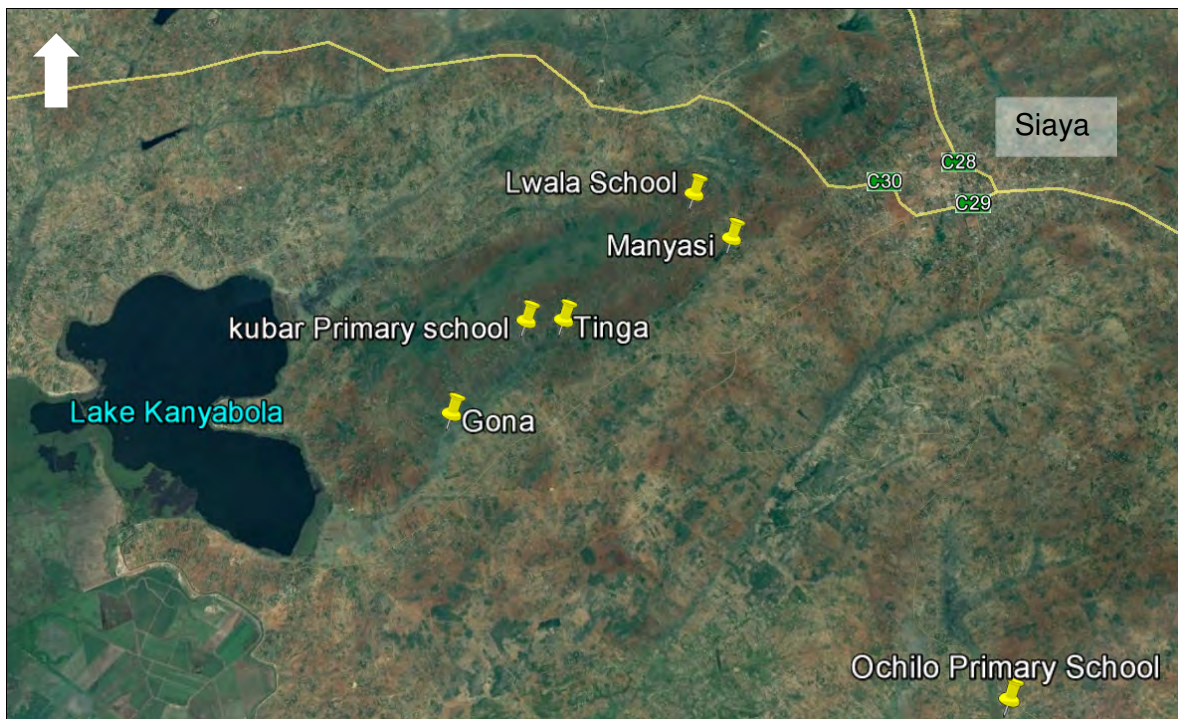 Siaya
C28
Lwala School
C30
C29
Manyasi
kubar Primary school
Tinga
Lake Kanyabola
Gona
Ochilo Primary School